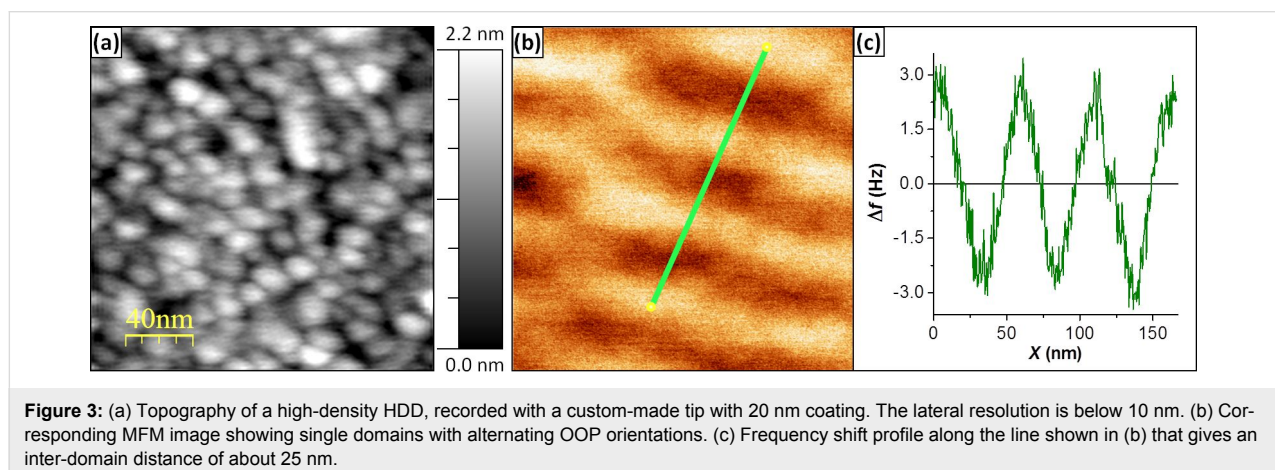 (a)
2.2 nm
(b)
(c)
3.0
1.5
0.0
-1.5
-3.0
Δf (Hz)
40nm
0.0 nm
0
50
100
150
X (nm)
Figure 3: (a) Topography of a high-density HDD, recorded with a custom-made tip with 20 nm coating. The lateral resolution is below 10 nm. (b) Cor-
responding MFM image showing single domains with alternating OOP orientations. (c) Frequency shift profile along the line shown in (b) that gives an
inter-domain distance of about 25 nm.